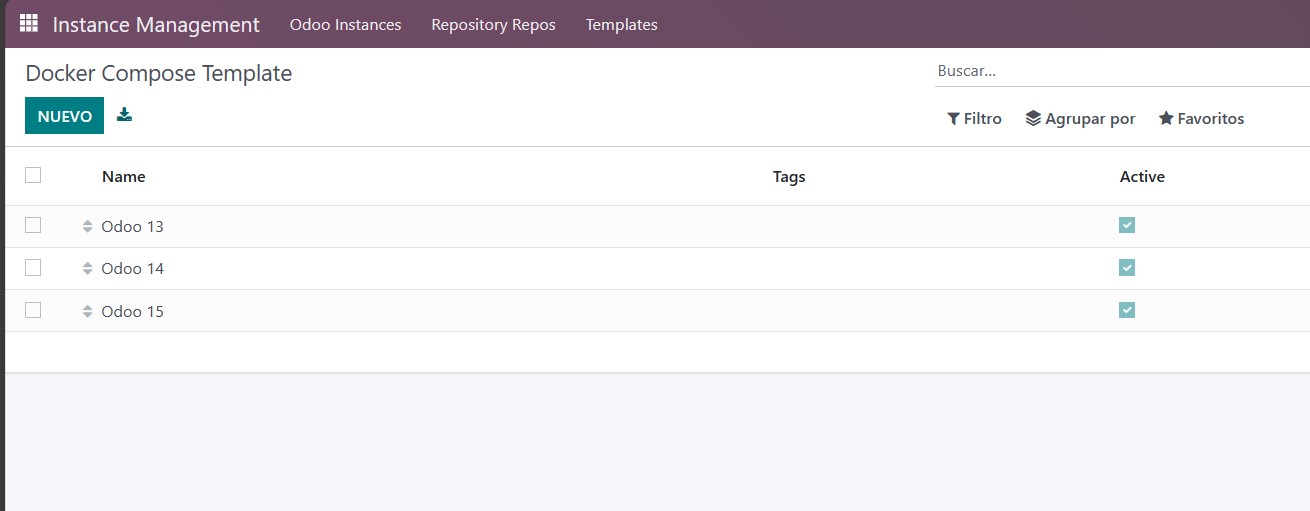 Instance Management Odoo Instances Repository Repos Templates
Docker Compose Template
Buscar...
NUEVO
Filtro Agrupar por Favoritos
Name Tags Active
Odoo 13
Odoo 14
Odoo 15